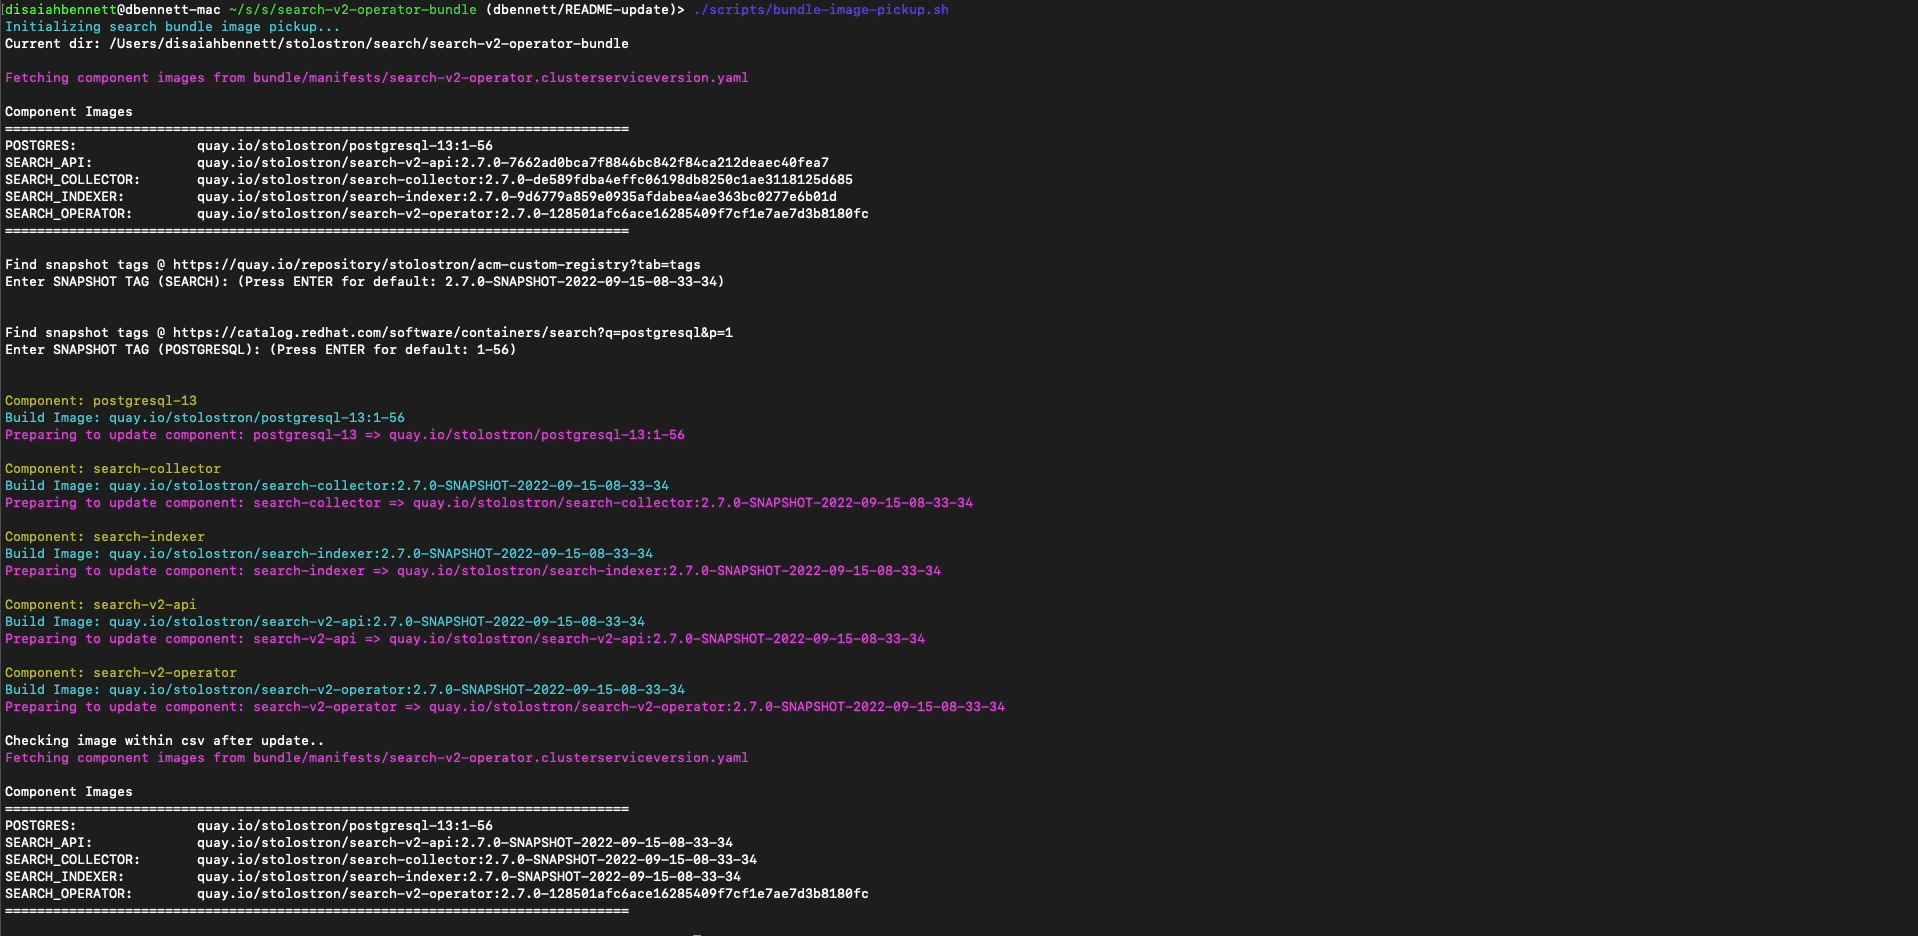 disaiahbennett@dbennett-mac ~/s/s/search-v2-operator-bundle (dbennett/README-update)> ./scripts/bundle-image-pickup.sh
Initializing search bundle image pickup...
Current dir: /Users/disaiahbennett/stolostron/search/search-v2-operator-bundle
Fetching component images from bundle/manifests/search-v2-operator.clusterserviceversion.yaml
Component Images
==============================================================================
POSTGRES: quay.io/stolostron/postgresql-13:1-56
SEARCH_API: quay.io/stolostron/search-v2-api:2.7.0-7662ad0bca7f8846bc842f84ca212deaec40fea7
SEARCH_COLLECTOR: quay.io/stolostron/search-collector:2.7.0-de589fdba4effc06198db8250c1ae3118125d685
SEARCH_INDEXER: quay.io/stolostron/search-indexer:2.7.0-9d6779a859e0935afdabea4ae363bc0277e6b01d
SEARCH_OPERATOR: quay.io/stolostron/search-v2-operator:2.7.0-128501afc6ace16285409f7cf1e7ae7d3b8180fc
==============================================================================
Find snapshot tags @ https://quay.io/repository/stolostron/acm-custom-registry?tab=tags
Enter SNAPSHOT TAG (SEARCH): (Press ENTER for default: 2.7.0-SNAPSHOT-2022-09-15-08-33-34)
Find snapshot tags @ https://catalog.redhat.com/software/containers/search?q=postgresql&p=1
Enter SNAPSHOT TAG (POSTGRESQL): (Press ENTER for default: 1-56)
Component: postgresql-13
Build Image: quay.io/stolostron/postgresql-13:1-56
Preparing to update component: postgresql-13 => quay.io/stolostron/postgresql-13:1-56
Component: search-collector
Build Image: quay.io/stolostron/search-collector:2.7.0-SNAPSHOT-2022-09-15-08-33-34
Preparing to update component: search-collector => quay.io/stolostron/search-collector:2.7.0-SNAPSHOT-2022-09-15-08-33-34
Component: search-indexer
Build Image: quay.io/stolostron/search-indexer:2.7.0-SNAPSHOT-2022-09-15-08-33-34
Preparing to update component: search-indexer => quay.io/stolostron/search-indexer:2.7.0-SNAPSHOT-2022-09-15-08-33-34
Component: search-v2-api
Build Image: quay.io/stolostron/search-v2-api:2.7.0-SNAPSHOT-2022-09-15-08-33-34
Preparing to update component: search-v2-api => quay.io/stolostron/search-v2-api:2.7.0-SNAPSHOT-2022-09-15-08-33-34
Component: search-v2-operator
Build Image: quay.io/stolostron/search-v2-operator:2.7.0-SNAPSHOT-2022-09-15-08-33-34
Preparing to update component: search-v2-operator => quay.io/stolostron/search-v2-operator:2.7.0-SNAPSHOT-2022-09-15-08-33-34
Checking image within csv after update..
Fetching component images from bundle/manifests/search-v2-operator.clusterserviceversion.yaml
Component Images
==============================================================================
POSTGRES: quay.io/stolostron/postgresql-13:1-56
SEARCH_API: quay.io/stolostron/search-v2-api:2.7.0-SNAPSHOT-2022-09-15-08-33-34
SEARCH_COLLECTOR: quay.io/stolostron/search-collector:2.7.0-SNAPSHOT-2022-09-15-08-33-34
SEARCH_INDEXER: quay.io/stolostron/search-indexer:2.7.0-SNAPSHOT-2022-09-15-08-33-34
SEARCH_OPERATOR: quay.io/stolostron/search-v2-operator:2.7.0-128501afc6ace16285409f7cf1e7ae7d3b8180fc
==============================================================================